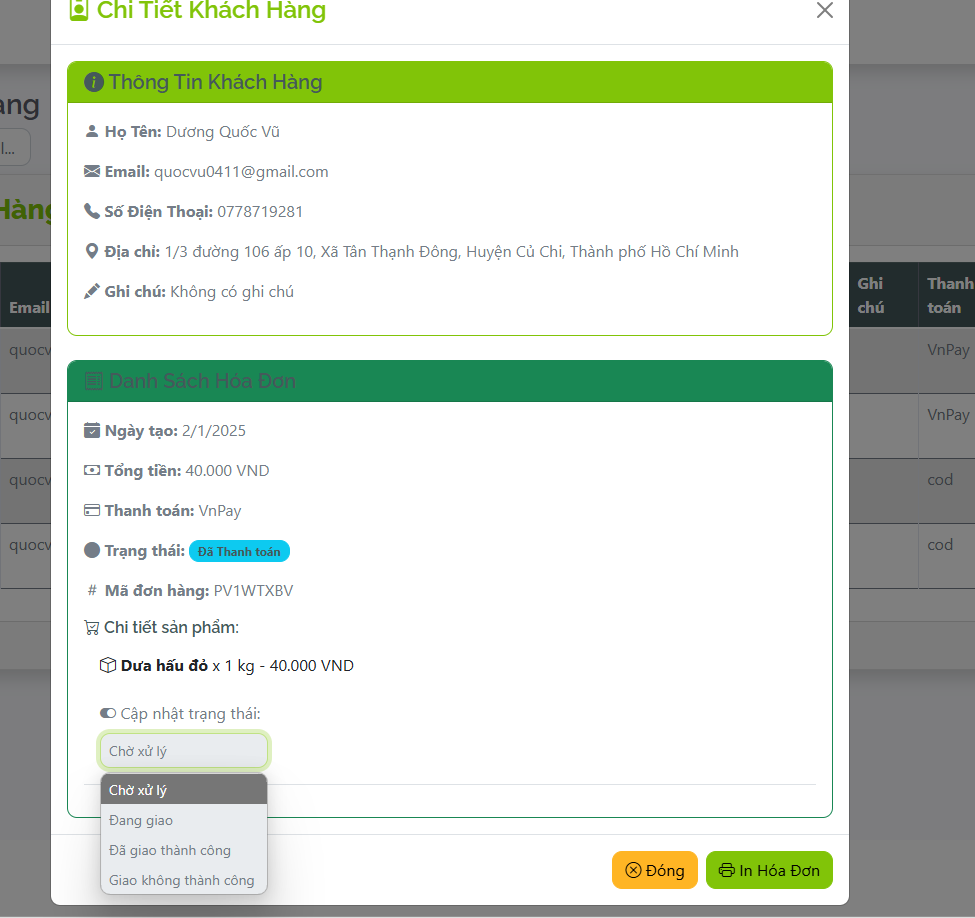 Chi Tiết Khách Hàng
Thông Tin Khách Hàng
Họ Tên: Dương Quốc Vũ
Email: quocvu0411@gmail.com
Số Điện Thoại: 0778719281
Địa chỉ: 1/3 đường 106 ấp 10, Xã Tân Thạnh Đông, Huyện Củ Chi, Thành phố Hồ Chí Minh
Ghi chú: Không có ghi chú
Danh Sách Hóa Đơn
Ngày tạo: 2/1/2025
Tổng tiền: 40.000 VND
Thanh toán: VnPay
Trạng thái: Đã Thanh toán
# Mã đơn hàng: PV1WTXBV
Chi tiết sản phẩm:
Dưa hấu đỏ x 1 kg - 40.000 VND
Cập nhật trạng thái:
Chờ xử lý
Chờ xử lý
Đang giao
Đã giao thành công
Giao không thành công
Đóng
In Hóa Đơn
Hàng
Email
Ghi chú
Thanh toán
VnPay
VnPay
cod
cod